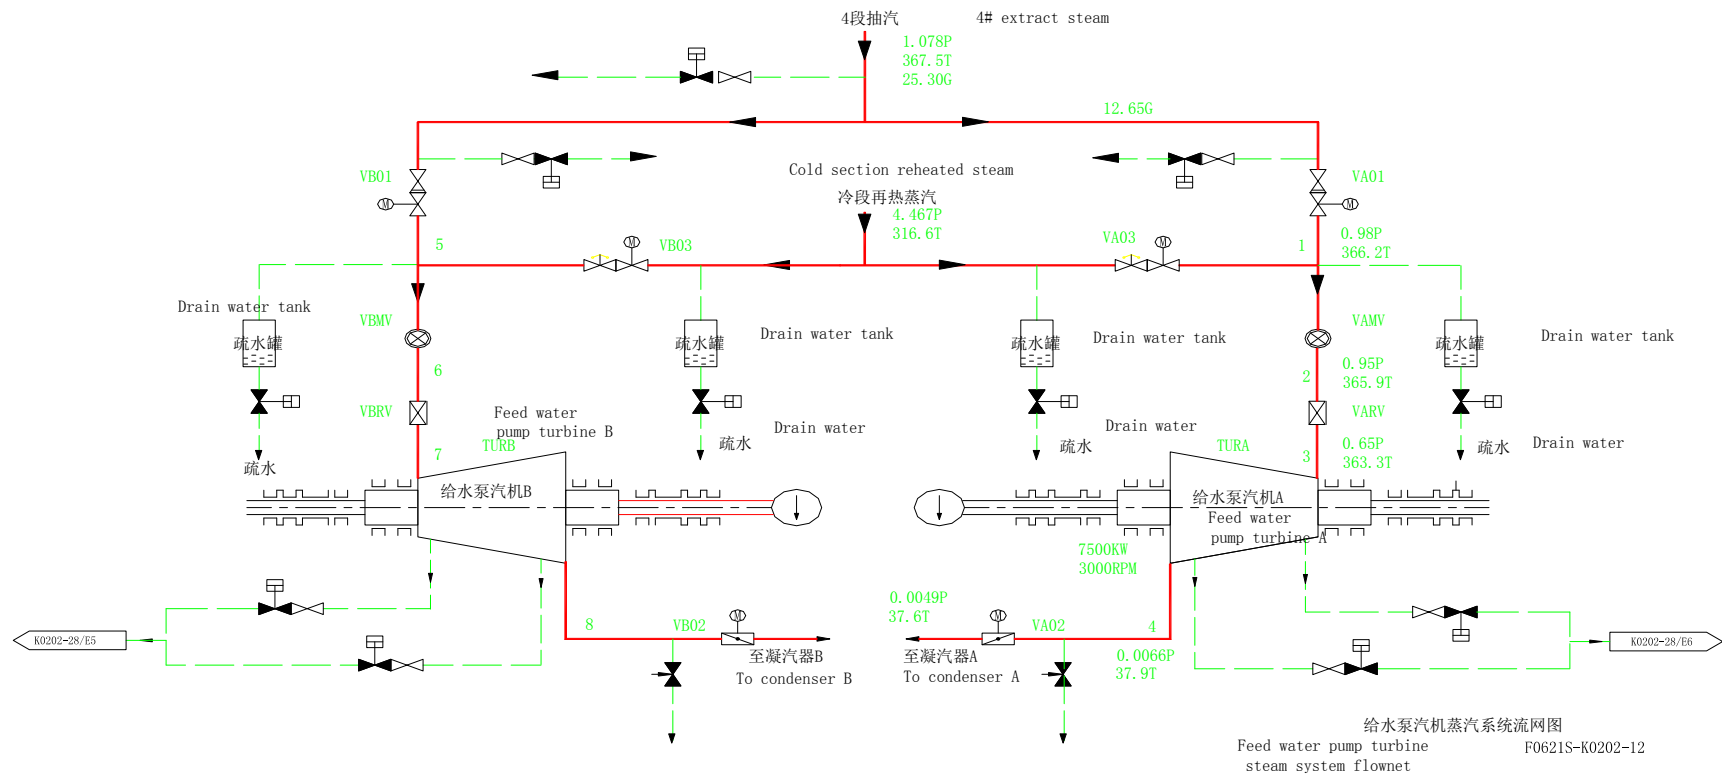 4段抽汽 4# extract steam
1.078P
367.5T
25.30G
12.65G
Cold section reheated steam
冷段再热蒸汽
4.467P
316.6T
VB01
M
VA01
M
5
VB03
M
VA03
M
1
0.98P
366.2T
Drain water tank
疏水罐
VBMV
疏水罐
Drain water tank
疏水罐
Drain water tank
VAMV
疏水罐
Drain water tank
6
2
0.95P
365.9T
VBRV
VARV
Feed water
pump turbine B
TURB
7
疏水
疏水
Drain water
疏水
Drain water
TURA
3
0.65P
363.3T
疏水
Drain water
给水泵汽机B
给水泵汽机A
Feed water
pump turbine A
7500KW
3000RPM
0.0049P
37.6T
K0202-28/E5
8
VB02
M
M
VA02
4
K0202-28/E6
至凝汽器B
To condenser B
至凝汽器A
To condenser A
0.0066P
37.9T
给水泵汽机蒸汽系统流网图
Feed water pump turbine
steam system flownet
F0621S-K0202-12